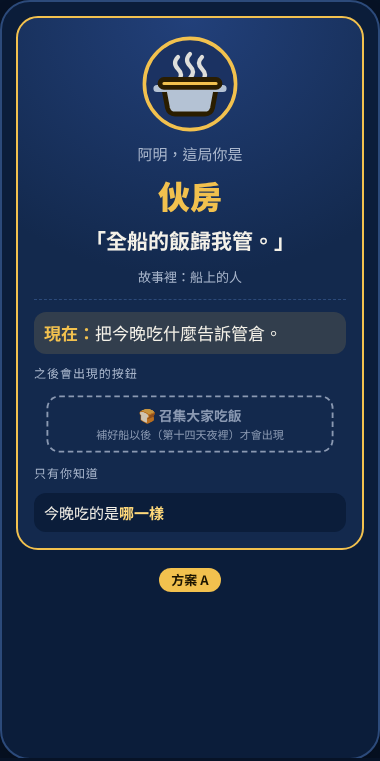 阿明，這局你是
伙房
「全船的飯歸我管。」
故事裡：船上的人
現在：把今晚吃什麼告訴管倉。
之後會出現的按鈕
🍞 召集大家吃飯
補好船以後（第十四天夜裡）才會出現
只有你知道
今晚吃的是哪一樣
方案 A